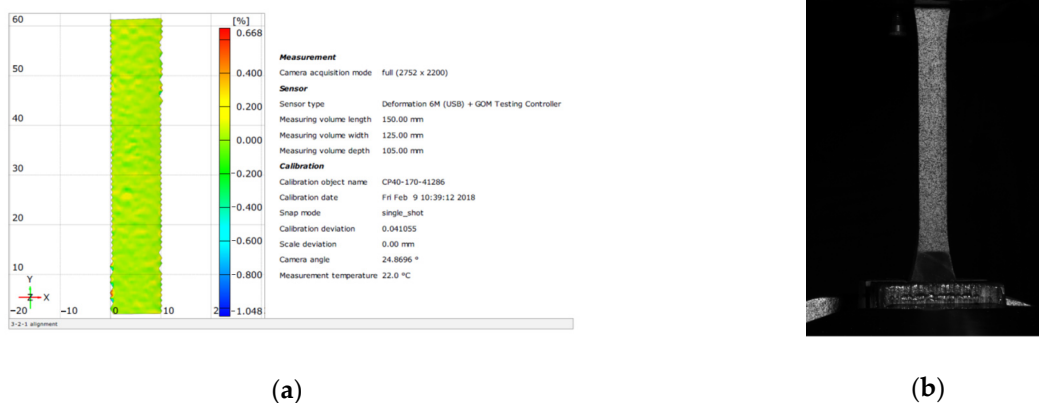 60
50
40
30
20
10
Y
Z
X
−20
−10
0
10
2
[%]
0.668
0.400
0.200
0.000
−0.200
−0.400
−0.600
−0.800
−1.048
3-2-1 alignment
Measurement
Camera acquisition mode full (2752 x 2200)
Sensor
Sensor type Deformation 6M (USB) + GOM Testing Controller
Measuring volume length 150.00 mm
Measuring volume width 125.00 mm
Measuring volume depth 105.00 mm
Calibration
Calibration object name CP40-170-41286
Calibration date Fri Feb 9 10:39:12 2018
Snap mode single_shot
Calibration deviation 0.041055
Scale deviation 0.00 mm
Camera angle 24.8696 °
Measurement temperature 22.0 °C
(a)
(b)